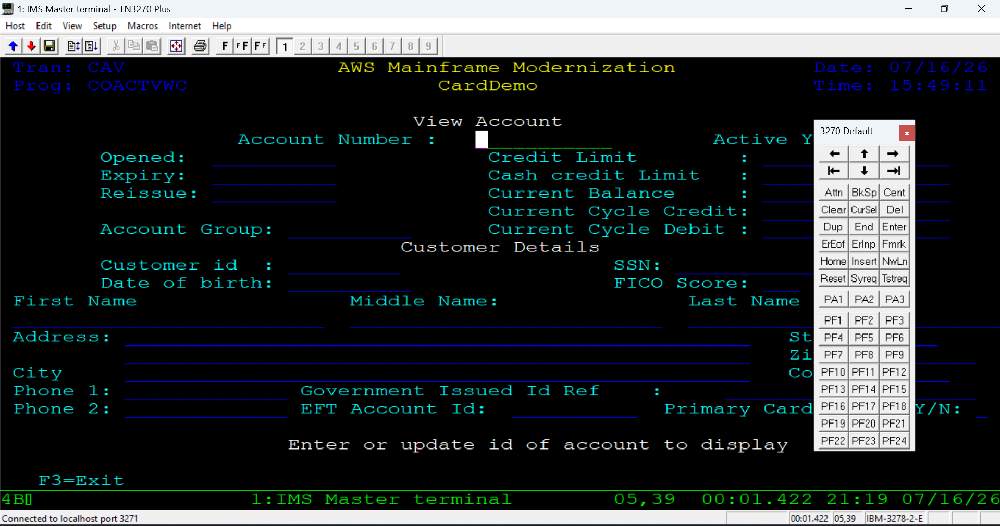 1: IMS Master terminal - TN3270 Plus
Host Edit View Setup Macros Internet Help
F FF FF 1 2 3 4 5 6 7 8 9
Tran: CAV AWS Mainframe Modernization Date: 07/16/26
Prog: COACTVWC CardDemo Time: 15:49:11
View Account
Account Number : Active Y
Opened: Credit Limit :
Expiry: Cash credit Limit :
Reissue: Current Balance :
Current Cycle Credit:
Account Group: Current Cycle Debit :
Customer Details
Customer id : SSN:
Date of birth: FICO Score:
First Name Middle Name: Last Name
Address: St
Zi
City Co
Phone 1: Government Issued Id Ref :
Phone 2: EFT Account Id: Primary Card Y/N:
Enter or update id of account to display
F3=Exit
4B 1:IMS Master terminal 05,39 00:01.422 21:19 07/16/26
Connected to localhost port 3271 00:01.422 05,39 IBM-3278-2-E
3270 Default
Attn BkSp Cent
Clear CurSel Del
Dup End Enter
ErEof ErInp Fmrk
Home Insert NwLn
Reset Sysreq Tstreq
PA1 PA2 PA3
PF1 PF2 PF3
PF4 PF5 PF6
PF7 PF8 PF9
PF10 PF11 PF12
PF13 PF14 PF15
PF16 PF17 PF18
PF19 PF20 PF21
PF22 PF23 PF24